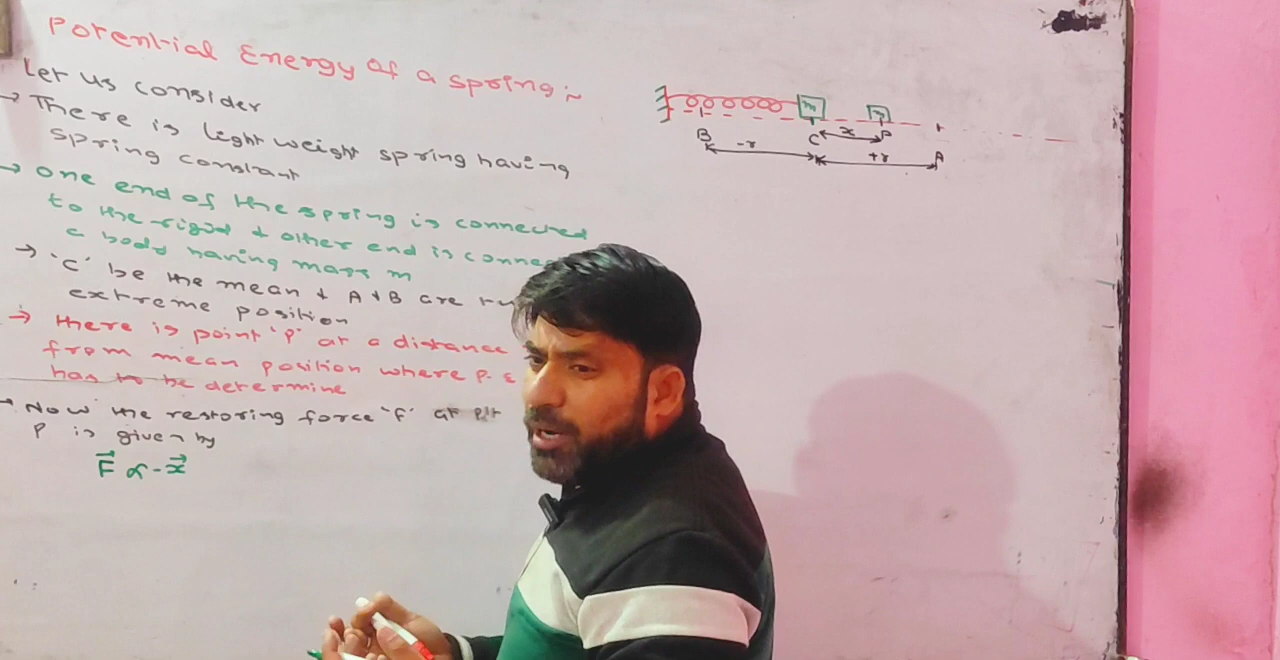 Potential Energy of a spring :~
Let us consider
→ There is light weight spring having
spring constant
→ one end of the spring is connected
to the rigid & other end is connec
a body having mass m
→ 'C' be the mean & A & B are
extreme position
→ there is point 'P' at a distance
from mean position where P.E
has to be determine
→ Now the restoring force 'F' at pt
P is given by
F⃗ ∝ -x⃗
m
B
C
x
P
-r
+r
A